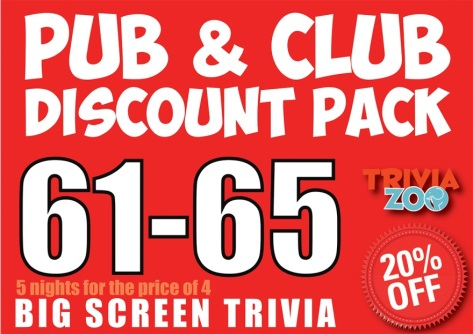 PUB & CLUB
DISCOUNT PACK
61-65
TRIVIA
ZOO
5 nights for the price of 4
BIG SCREEN TRIVIA
20%
OFF